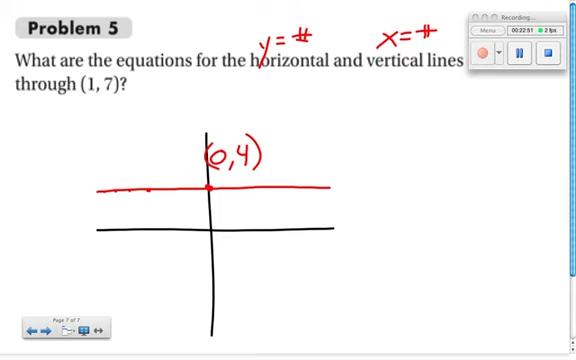 Recording...
Menu
00:22:51
2 fps
Problem 5
y = #
x = #
What are the equations for the horizontal and vertical lines
through (1, 7)?
(0,4)
Page 7 of 7